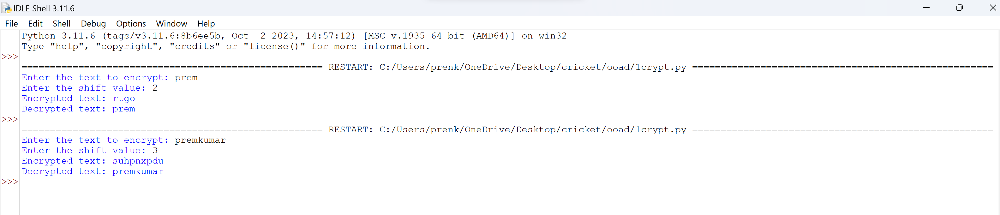 IDLE Shell 3.11.6
File Edit Shell Debug Options Window Help
Python 3.11.6 (tags/v3.11.6:8b6ee5b, Oct  2 2023, 14:57:12) [MSC v.1935 64 bit (AMD64)] on win32
Type "help", "copyright", "credits" or "license()" for more information.
>>>
===================================================== RESTART: C:/Users/prenk/OneDrive/Desktop/cricket/ooad/1crypt.py =====================================================
Enter the text to encrypt: prem
Enter the shift value: 2
Encrypted text: rtgo
Decrypted text: prem
>>>
===================================================== RESTART: C:/Users/prenk/OneDrive/Desktop/cricket/ooad/1crypt.py =====================================================
Enter the text to encrypt: premkumar
Enter the shift value: 3
Encrypted text: suhpnxpdu
Decrypted text: premkumar
>>>